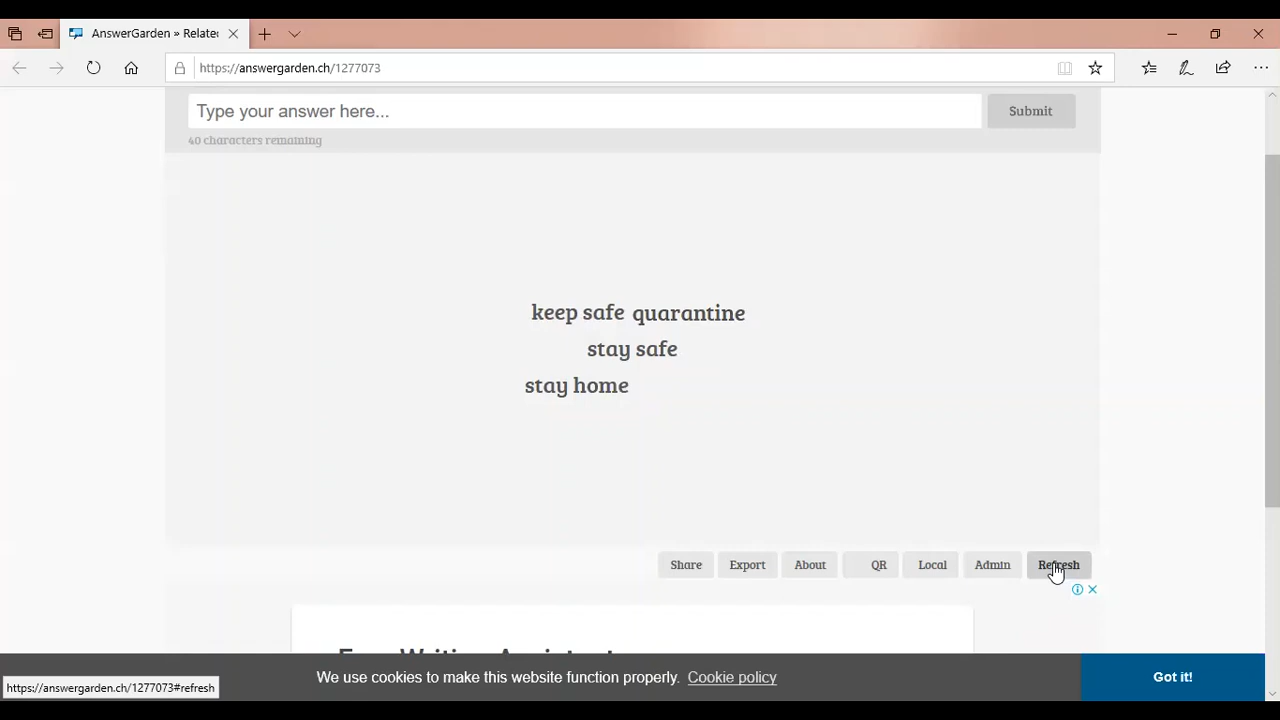 AnswerGarden » Relate
https://answergarden.ch/1277073
Type your answer here...
Submit
40 characters remaining
keep safe quarantine
stay safe
stay home
Share Export About QR Local Admin Refresh
We use cookies to make this website function properly. Cookie policy
Got it!
https://answergarden.ch/1277073#refresh